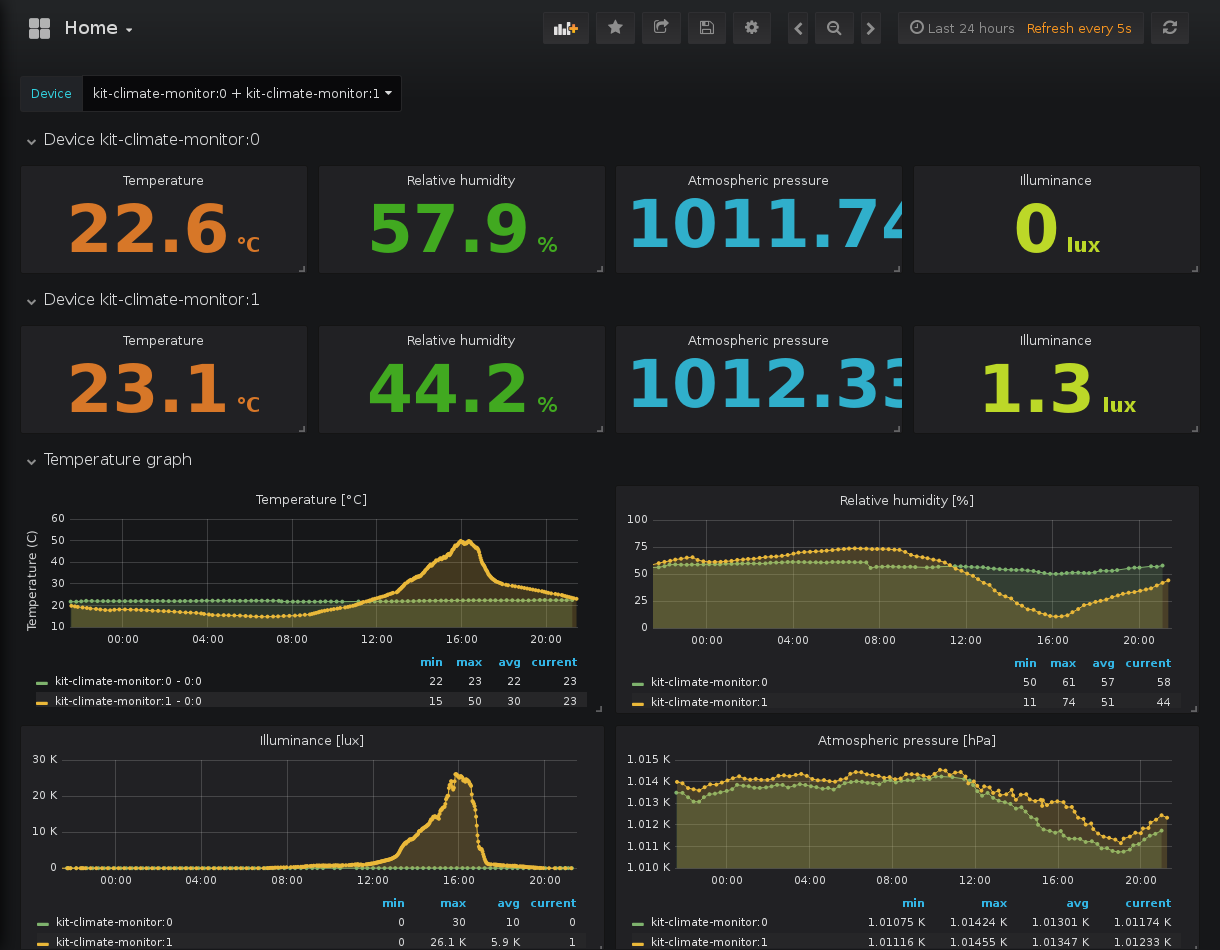 Home
Last 24 hours Refresh every 5s
Device kit-climate-monitor:0 + kit-climate-monitor:1
Device kit-climate-monitor:0
Temperature Relative humidity Atmospheric pressure Illuminance
22.6 °C 57.9 % 1011.74 0 lux
Device kit-climate-monitor:1
Temperature Relative humidity Atmospheric pressure Illuminance
23.1 °C 44.2 % 1012.33 1.3 lux
Temperature graph
Temperature [°C]
Temperature (C)
60
50
40
30
20
10
00:00 04:00 08:00 12:00 16:00 20:00
min max avg current
kit-climate-monitor:0 - 0:0 22 23 22 23
kit-climate-monitor:1 - 0:0 15 50 30 23
Relative humidity [%]
100
75
50
25
0
00:00 04:00 08:00 12:00 16:00 20:00
min max avg current
kit-climate-monitor:0 50 61 57 58
kit-climate-monitor:1 11 74 51 44
Illuminance [lux]
30 K
20 K
10 K
0
00:00 04:00 08:00 12:00 16:00 20:00
min max avg current
kit-climate-monitor:0 0 30 10 0
kit-climate-monitor:1 0 26.1 K 5.9 K 1
Atmospheric pressure [hPa]
1.015 K
1.014 K
1.013 K
1.012 K
1.011 K
1.010 K
00:00 04:00 08:00 12:00 16:00 20:00
min max avg current
kit-climate-monitor:0 1.01075 K 1.01424 K 1.01301 K 1.01174 K
kit-climate-monitor:1 1.01116 K 1.01455 K 1.01347 K 1.01233 K